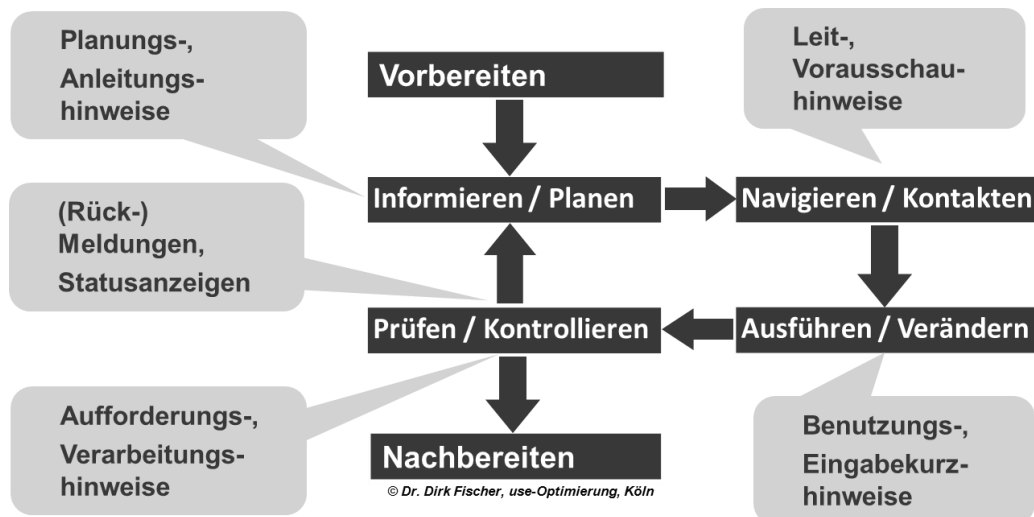 Planungs-,
Anleitungs-
hinweise
Vorbereiten
Leit-,
Vorausschau-
hinweise
Informieren / Planen
Navigieren / Kontakten
(Rück-)
Meldungen,
Statusanzeigen
Prüfen / Kontrollieren
Ausführen / Verändern
Aufforderungs-,
Verarbeitungs-
hinweise
Nachbereiten
© Dr. Dirk Fischer, use-Optimierung, Köln
Benutzungs-,
Eingabekurz-
hinweise